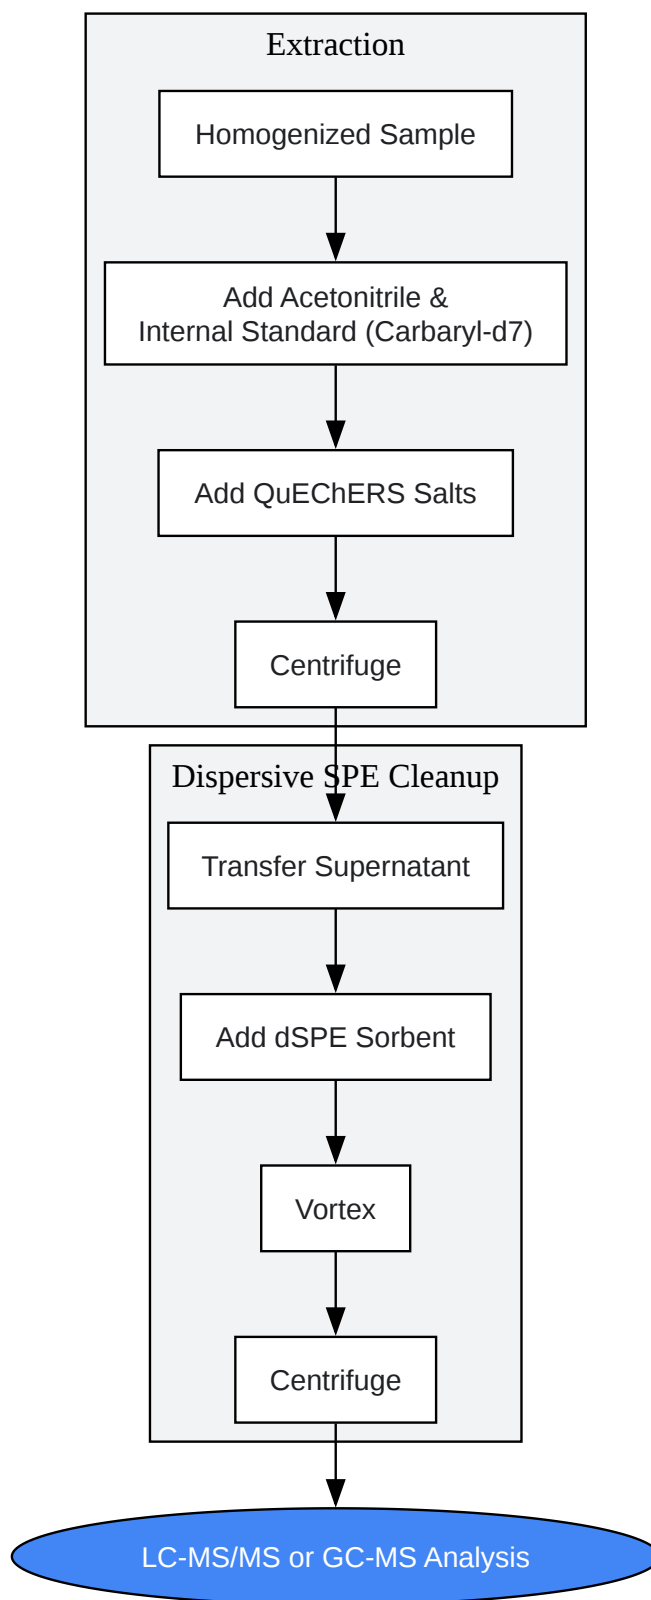 Extraction
Homogenized Sample
Add Acetonitrile &
Internal Standard (Carbaryl-d7)
Add QuEChERS Salts
Centrifuge
Dispersive SPE Cleanup
Transfer Supernatant
Add dSPE Sorbent
Vortex
Centrifuge
LC-MS/MS or GC-MS Analysis